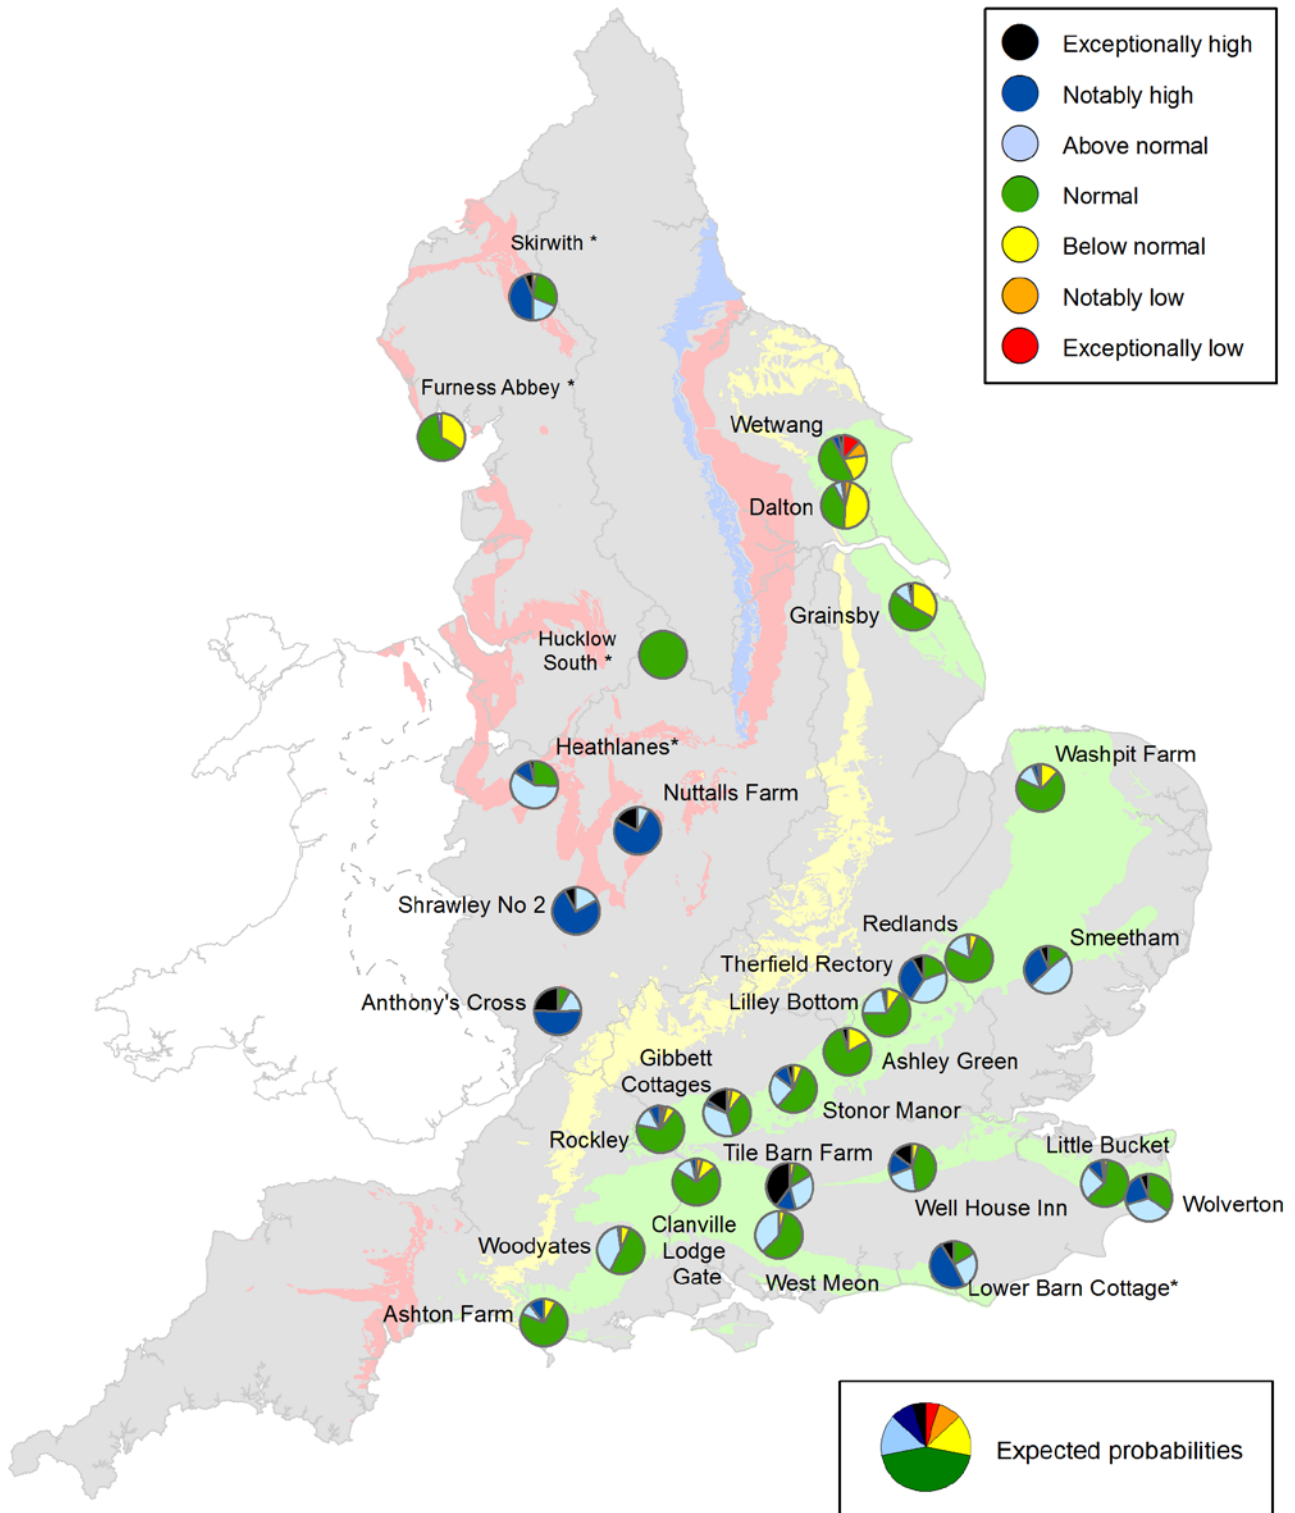 Exceptionally high
Notably high
Above normal
Normal
Below normal
Notably low
Exceptionally low
Skirwith *
Furness Abbey *
Wetwang
Dalton
Grainsby
Hucklow
South *
Heathlanes*
Washpit Farm
Nuttalls Farm
Shrawley No 2
Redlands
Smeetham
Therfield Rectory
Lilley Bottom
Anthony's Cross
Gibbett
Cottages
Ashley Green
Stonor Manor
Rockley
Tile Barn Farm
Little Bucket
Well House Inn
Wolverton
Clanville
Lodge
Gate
Woodyates
West Meon
Lower Barn Cottage*
Ashton Farm
Expected probabilities